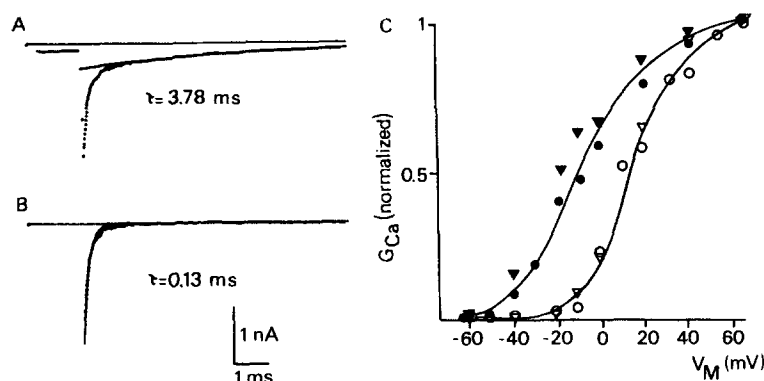 A
τ=3.78 ms
B
τ=0.13 ms
1 nA
1 ms
C
1
0.5
G_Ca (normalized)
-60 -40 -20 0 20 40 60
V_M (mV)